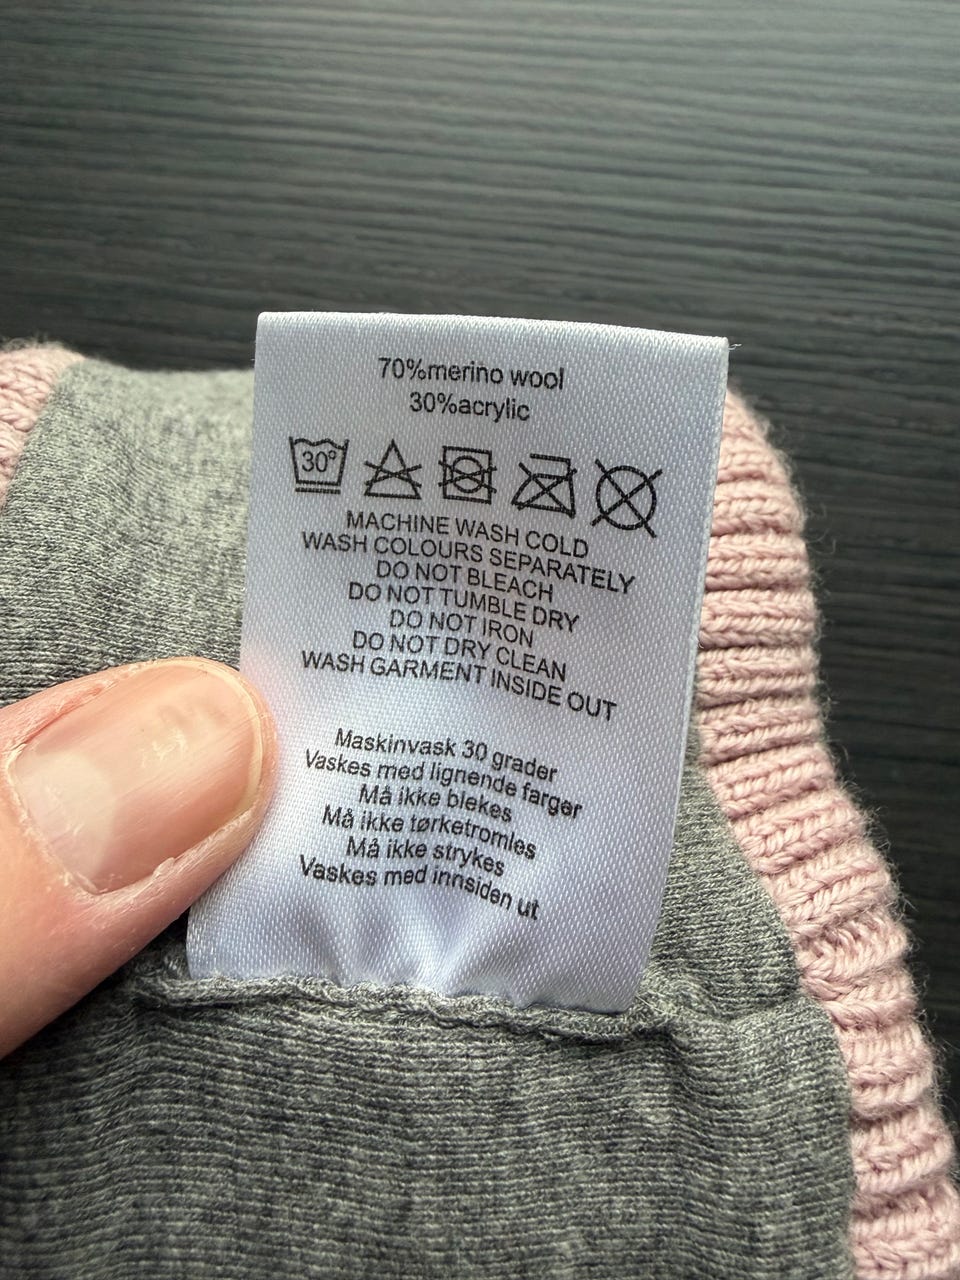 70%merino wool
30%acrylic
30°
MACHINE WASH COLD
WASH COLOURS SEPARATELY
DO NOT BLEACH
DO NOT TUMBLE DRY
DO NOT IRON
DO NOT DRY CLEAN
WASH GARMENT INSIDE OUT
Maskinvask 30 grader
Vaskes med lignende farger
Må ikke blekes
Må ikke tørketromles
Må ikke strykes
Vaskes med innsiden ut